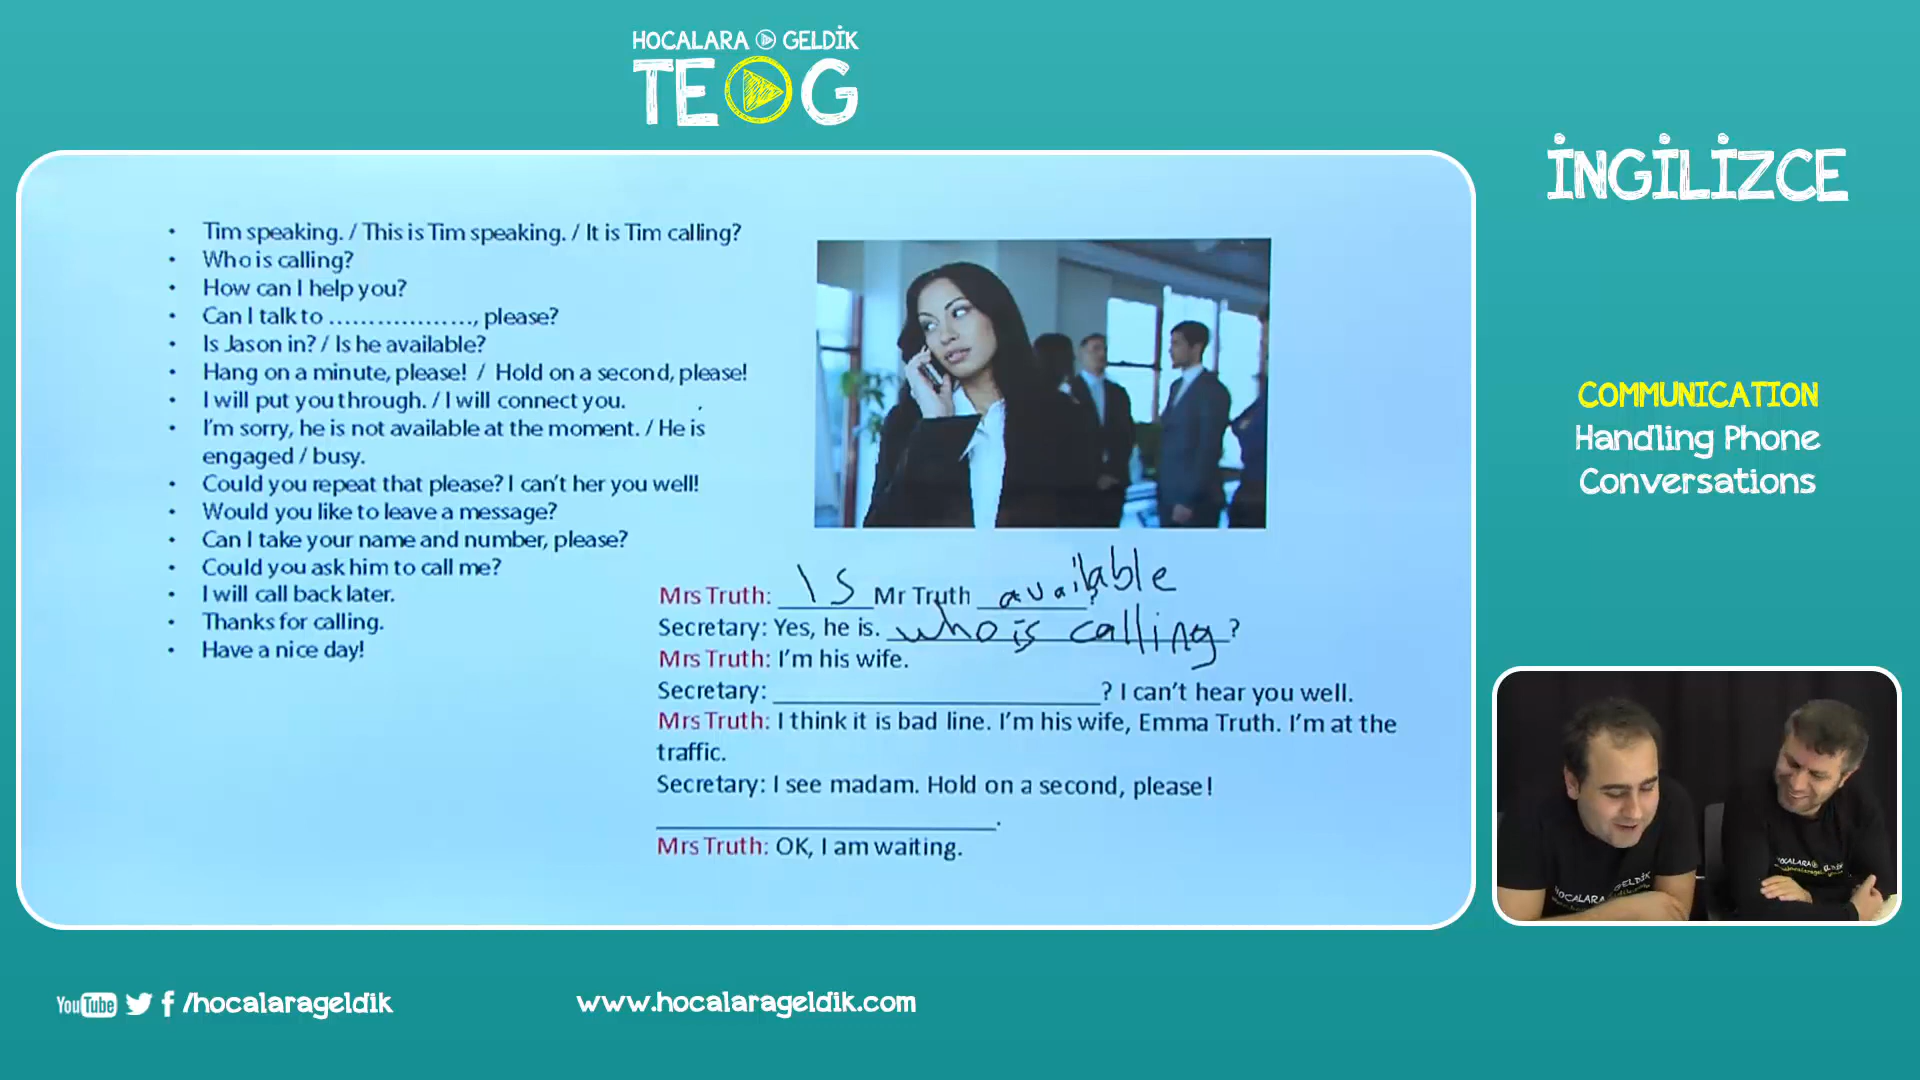 HOCALARA GELDİK
TEOG
İNGİLİZCE
COMMUNICATION
Handling Phone
Conversations
• Tim speaking. / This is Tim speaking. / It is Tim calling?
• Who is calling?
• How can I help you?
• Can I talk to .................., please?
• Is Jason in? / Is he available?
• Hang on a minute, please! / Hold on a second, please!
• I will put you through. / I will connect you.
• I'm sorry, he is not available at the moment. / He is
engaged / busy.
• Could you repeat that please? I can't her you well!
• Would you like to leave a message?
• Can I take your name and number, please?
• Could you ask him to call me?
• I will call back later.
• Thanks for calling.
• Have a nice day!
Mrs Truth: Is Mr Truth available?
Secretary: Yes, he is. who is calling?
Mrs Truth: I'm his wife.
Secretary: ________________________? I can't hear you well.
Mrs Truth: I think it is bad line. I'm his wife, Emma Truth. I'm at the
traffic.
Secretary: I see madam. Hold on a second, please!
_________________________.
Mrs Truth: OK, I am waiting.
HOCALARA GELDİK
HOCALARA
YouTube /hocalarageldik
www.hocalarageldik.com